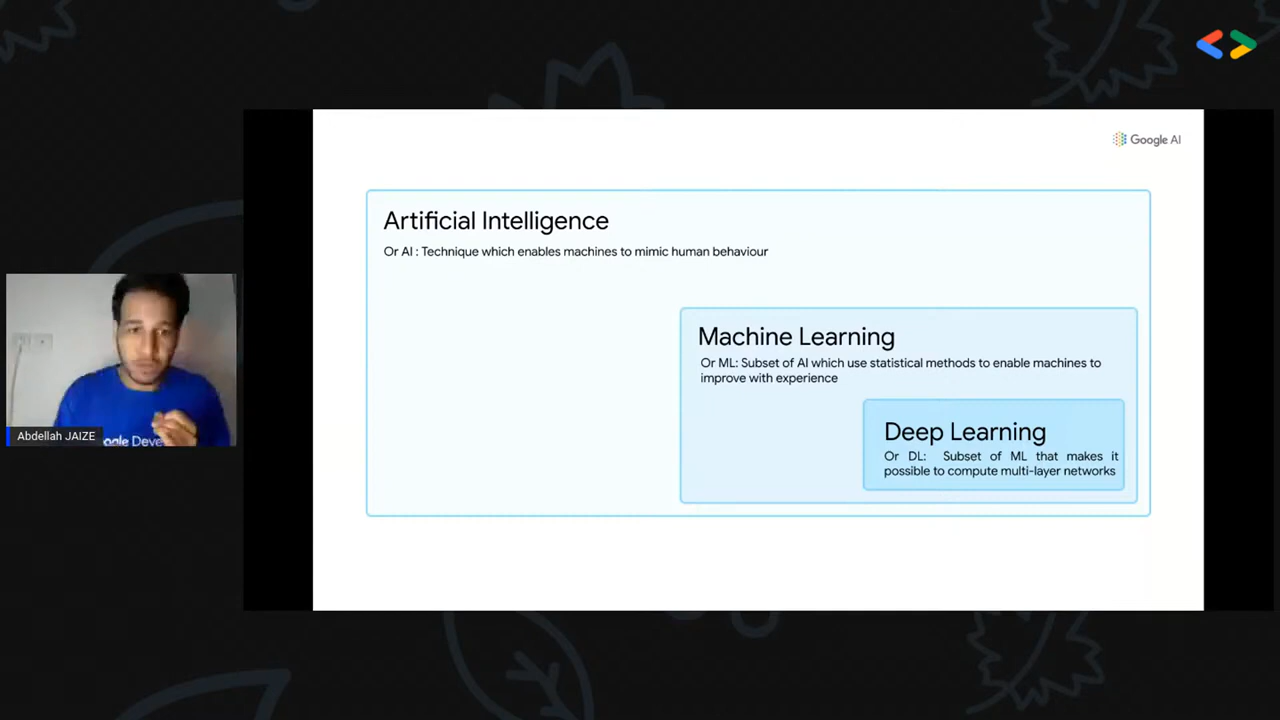 Google AI
Artificial Intelligence
Or AI : Technique which enables machines to mimic human behaviour
Machine Learning
Or ML: Subset of AI which use statistical methods to enable machines to
improve with experience
Deep Learning
Or DL: Subset of ML that makes it
possible to compute multi-layer networks
Abdellah JAIZE
ogle Deve